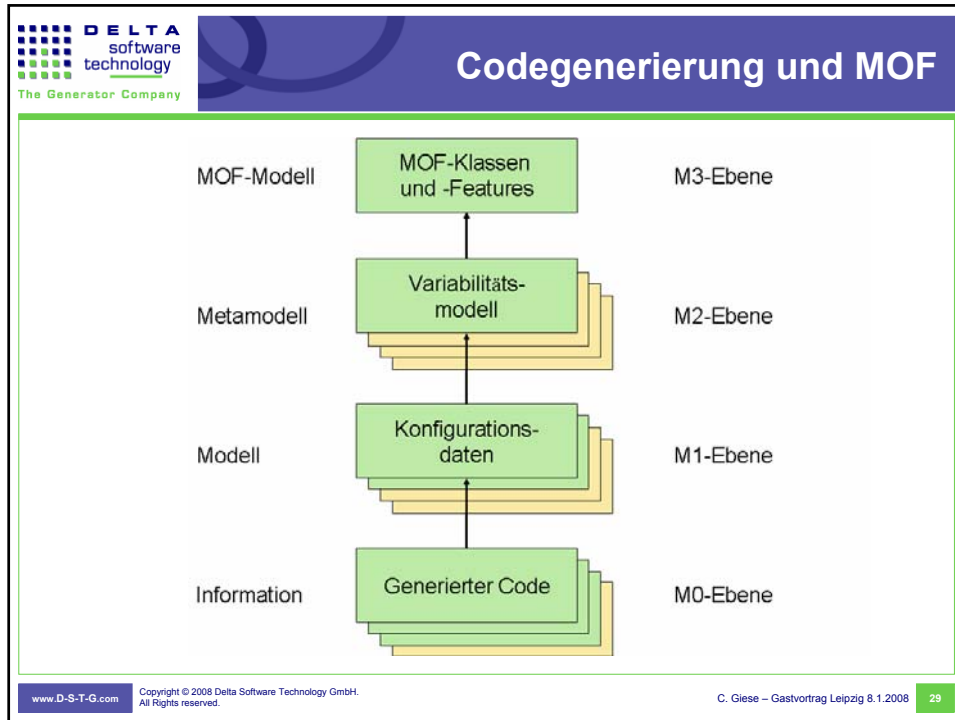 DELTA
software
technology
The Generator Company
Codegenerierung und MOF
MOF-Modell
MOF-Klassen
und -Features
M3-Ebene
Metamodell
Variabilitäts-
modell
M2-Ebene
Modell
Konfigurations-
daten
M1-Ebene
Information
Generierter Code
M0-Ebene
www.D-S-T-G.com
Copyright © 2008 Delta Software Technology GmbH.
All Rights reserved.
C. Giese – Gastvortrag Leipzig 8.1.2008
29